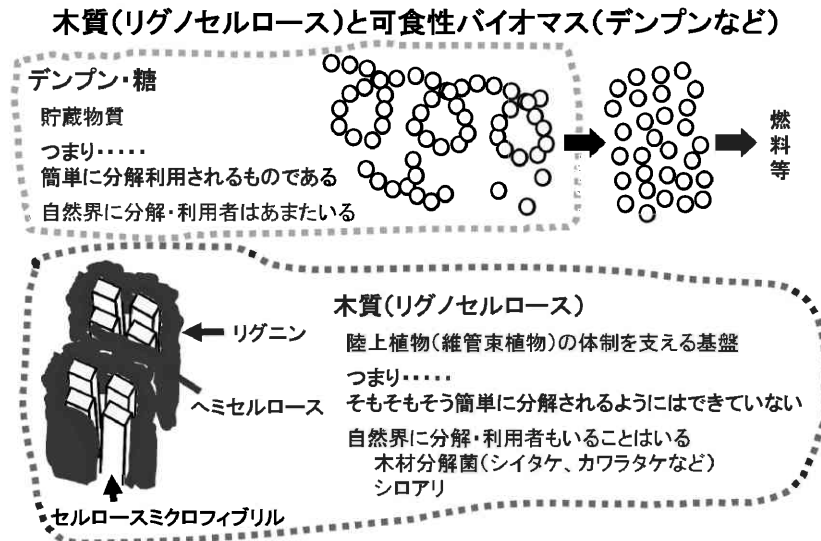 木質(リグノセルロース)と可食性バイオマス(デンプンなど)
デンプン・糖
貯蔵物質
つまり・・・・・
簡単に分解利用されるものである
自然界に分解・利用者はあまたいる
燃料等
木質(リグノセルロース)
陸上植物(維管束植物)の体制を支える基盤
つまり・・・・・
そもそもそう簡単に分解されるようにはできていない
自然界に分解・利用者もいることはいる
木材分解菌(シイタケ、カワラタケなど)
シロアリ
リグニン
ヘミセルロース
セルロースミクロフィブリル